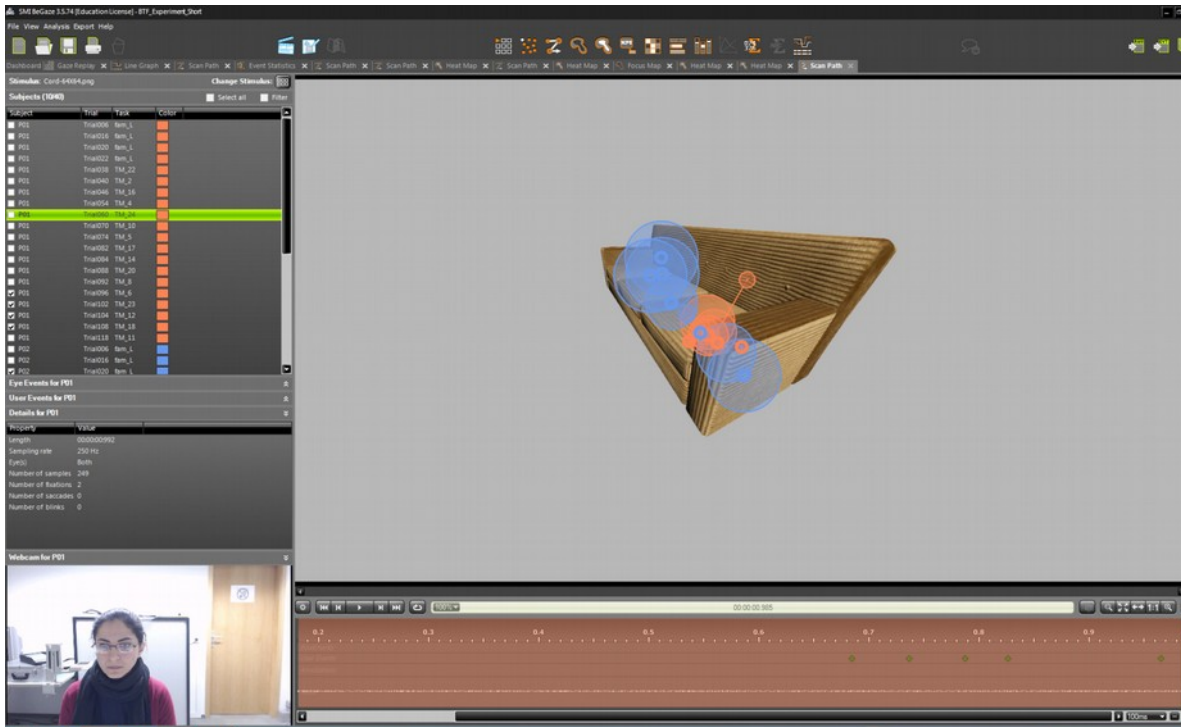 SMI BeGaze 3.5.74 [Education License] - BTF_Experiment_Short
File View Analysis Export Help
Dashboard Gaze Replay Line Graph Scan Path Event Statistics Scan Path Scan Path Heat Map Scan Path Heat Map Focus Map Heat Map Heat Map Scan Path
Stimulus: Cord-64X64.png Change Stimulus:
Subjects (10/40) Select all Filter
Subject Trial Task Color
P01 Trial006 fam_L
P01 Trial016 fam_L
P01 Trial020 fam_L
P01 Trial022 fam_L
P01 Trial038 TM_22
P01 Trial040 TM_2
P01 Trial046 TM_16
P01 Trial054 TM_4
P01 Trial060 TM_24
P01 Trial070 TM_10
P01 Trial074 TM_5
P01 Trial082 TM_17
P01 Trial084 TM_14
P01 Trial088 TM_20
P01 Trial092 TM_8
P01 Trial096 TM_6
P01 Trial102 TM_23
P01 Trial104 TM_12
P01 Trial108 TM_18
P01 Trial118 TM_11
P02 Trial006 fam_L
P02 Trial016 fam_L
P02 Trial020 fam_L
Eye Events for P01
User Events for P01
Details for P01
Property Value
Length 00:00:00:992
Sampling rate 250 Hz
Eye(s) Both
Number of samples 249
Number of fixations 2
Number of saccades 0
Number of blinks 0
Webcam for P01
100% 00:00:00.985
1:1
0.2 0.3 0.4 0.5 0.6 0.7 0.8 0.9
100ms